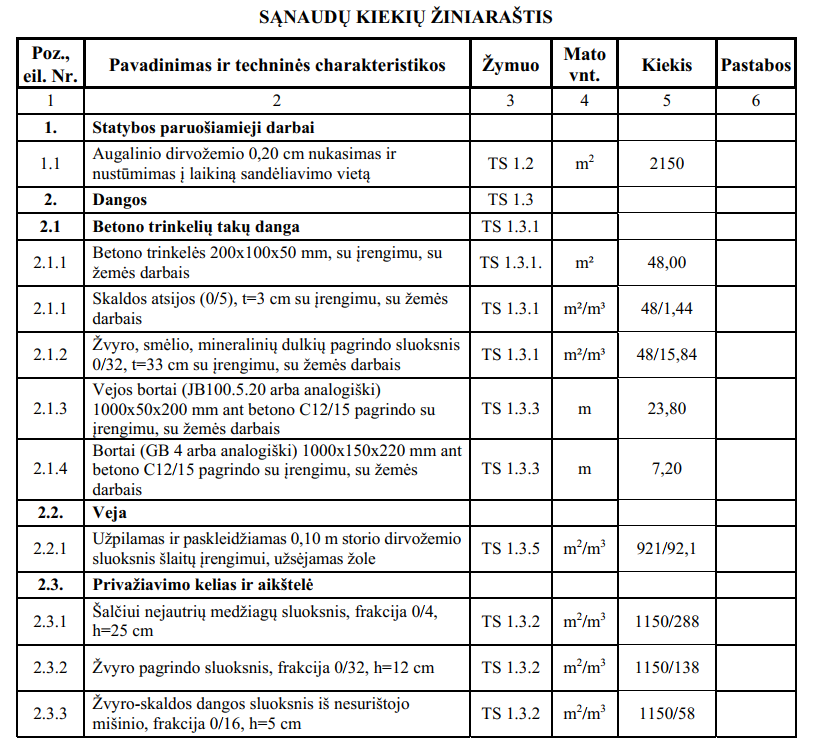 SĄNAUDŲ KIEKIŲ ŽINIARAŠTIS
Poz., eil. Nr. Pavadinimas ir techninės charakteristikos Žymuo Mato vnt. Kiekis Pastabos
1 2 3 4 5 6
1. Statybos paruošiamieji darbai
1.1 Augalinio dirvožemio 0,20 cm nukasimas ir
nustūmimas į laikiną sandėliavimo vietą TS 1.2 m² 2150
2. Dangos TS 1.3
2.1 Betono trinkelių takų danga TS 1.3.1
2.1.1 Betono trinkelės 200x100x50 mm, su įrengimu, su
žemės darbais TS 1.3.1. m² 48,00
2.1.1 Skaldos atsijos (0/5), t=3 cm su įrengimu, su žemės
darbais TS 1.3.1 m²/m³ 48/1,44
2.1.2 Žvyro, smėlio, mineralinių dulkių pagrindo sluoksnis
0/32, t=33 cm su įrengimu, su žemės darbais TS 1.3.1 m²/m³ 48/15,84
2.1.3 Vejos bortai (JB100.5.20 arba analogiški)
1000x50x200 mm ant betono C12/15 pagrindo su
įrengimu, su žemės darbais TS 1.3.3 m 23,80
2.1.4 Bortai (GB 4 arba analogiški) 1000x150x220 mm ant
betono C12/15 pagrindo su įrengimu, su žemės
darbais TS 1.3.3 m 7,20
2.2. Veja
2.2.1 Užpilamas ir paskleidžiamas 0,10 m storio dirvožemio
sluoksnis šlaitų įrengimui, užsėjamas žole TS 1.3.5 m²/m³ 921/92,1
2.3. Privažiavimo kelias ir aikštelė
2.3.1 Šalčiui nejautrių medžiagų sluoksnis, frakcija 0/4,
h=25 cm TS 1.3.2 m²/m³ 1150/288
2.3.2 Žvyro pagrindo sluoksnis, frakcija 0/32, h=12 cm TS 1.3.2 m²/m³ 1150/138
2.3.3 Žvyro-skaldos dangos sluoksnis iš nesurištojo
mišinio, frakcija 0/16, h=5 cm TS 1.3.2 m²/m³ 1150/58